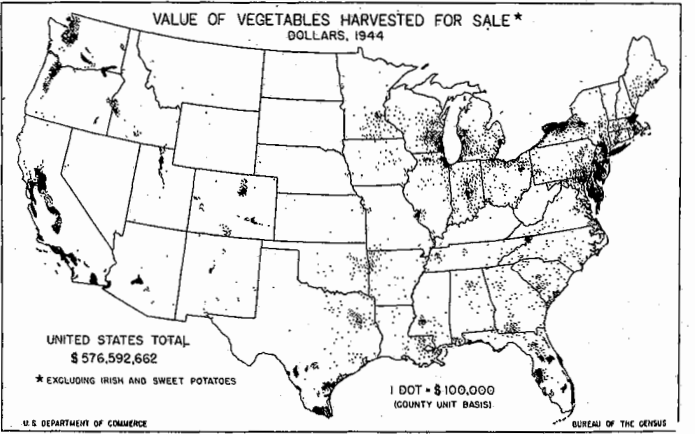 VALUE OF VEGETABLES HARVESTED FOR SALE*
DOLLARS, 1944
UNITED STATES TOTAL
$ 576,592,662
* EXCLUDING IRISH AND SWEET POTATOES
1 DOT = $100,000
(COUNTY UNIT BASIS)
U.S. DEPARTMENT OF COMMERCE
BUREAU OF THE CENSUS